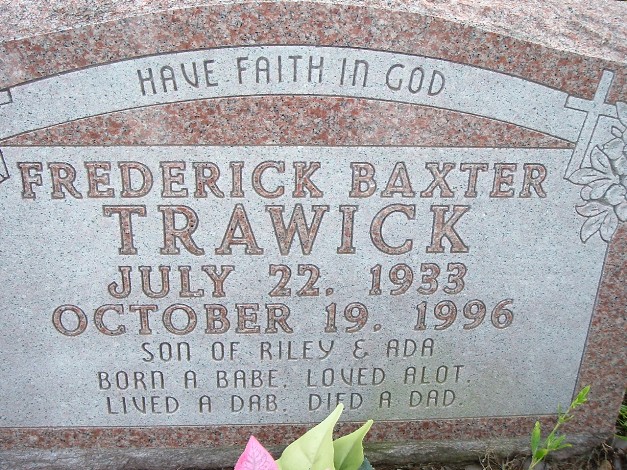 HAVE FAITH IN GOD
FREDERICK BAXTER
TRAWICK
JULY 22, 1933
OCTOBER 19, 1996
SON OF RILEY & ADA
BORN A BABE. LOVED ALOT.
LIVED A DAB. DIED A DAD.